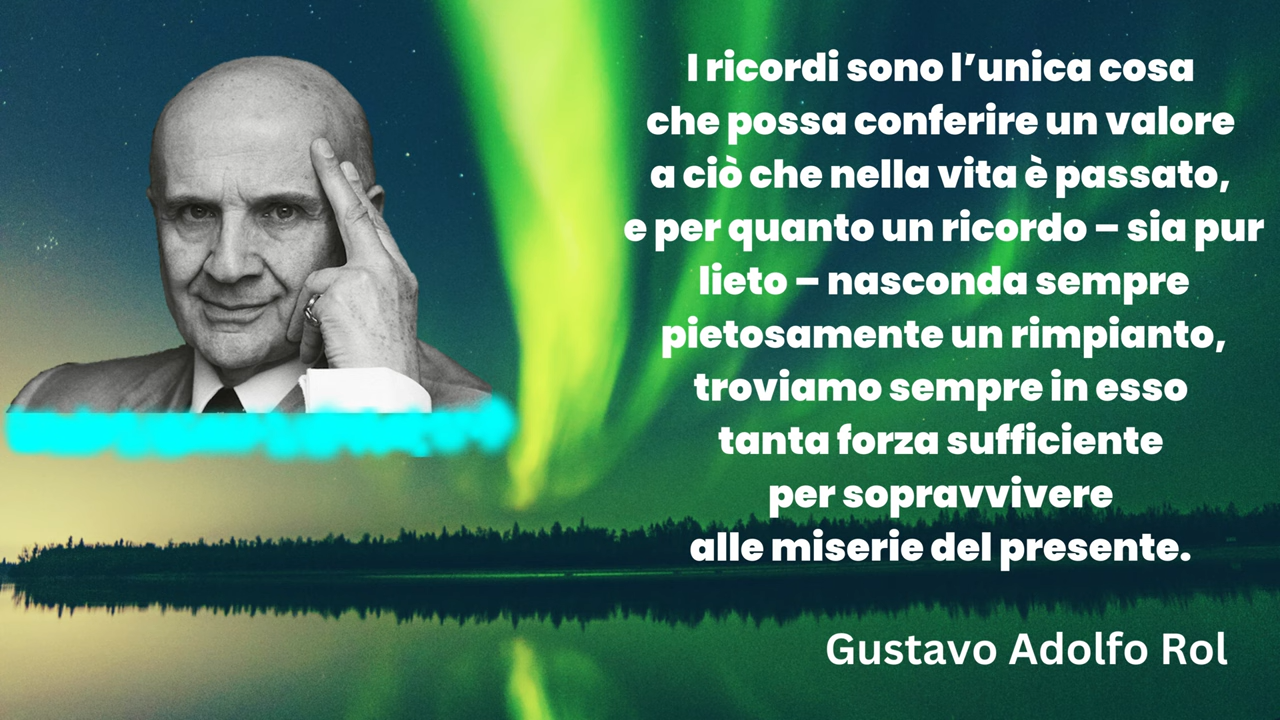 I ricordi sono l’unica cosa
che possa conferire un valore
a ciò che nella vita è passato,
e per quanto un ricordo – sia pur
lieto – nasconda sempre
pietosamente un rimpianto,
troviamo sempre in esso
tanta forza sufficiente
per sopravvivere
alle miserie del presente.
Gustavo Adolfo Rol